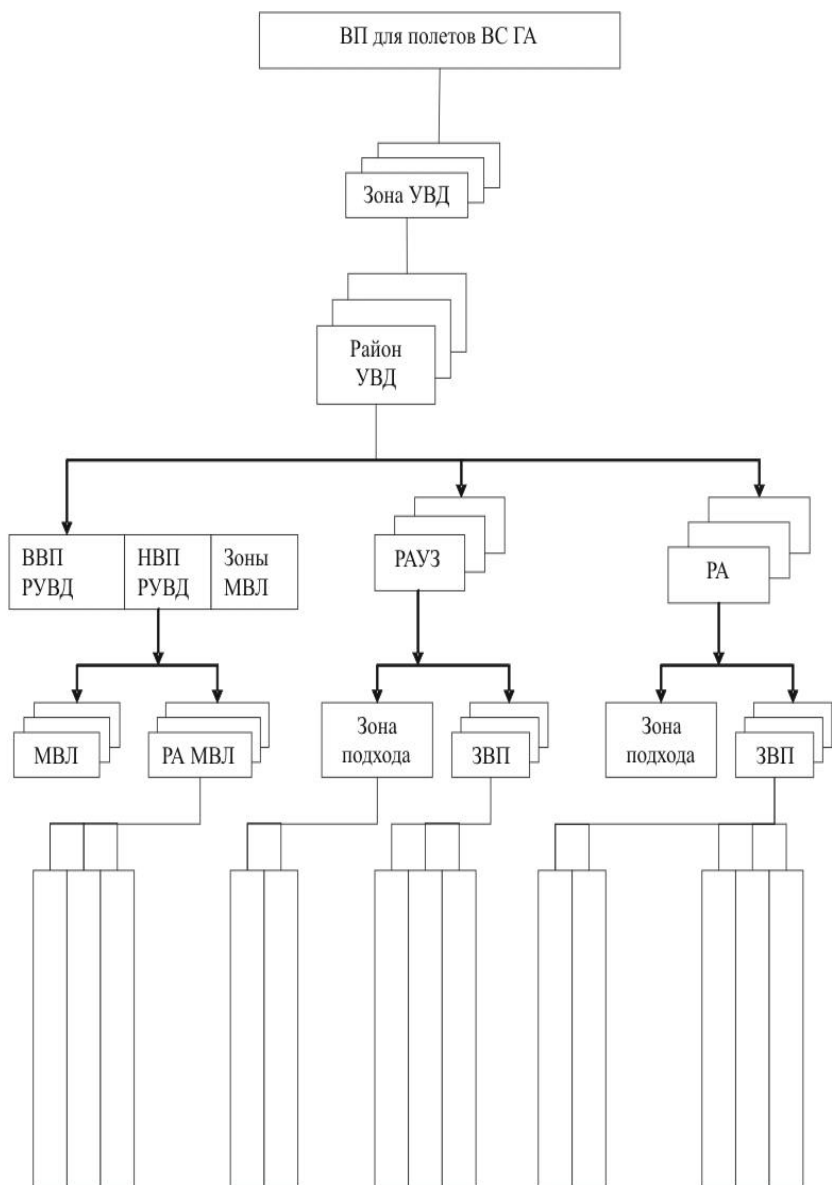 ВП для полетов ВС ГА
Зона УВД
Район
УВД
ВВП
РУВД
НВП
РУВД
Зоны
МВЛ
РАУЗ
РА
МВЛ
РА МВЛ
Зона
подхода
ЗВП
Зона
подхода
ЗВП